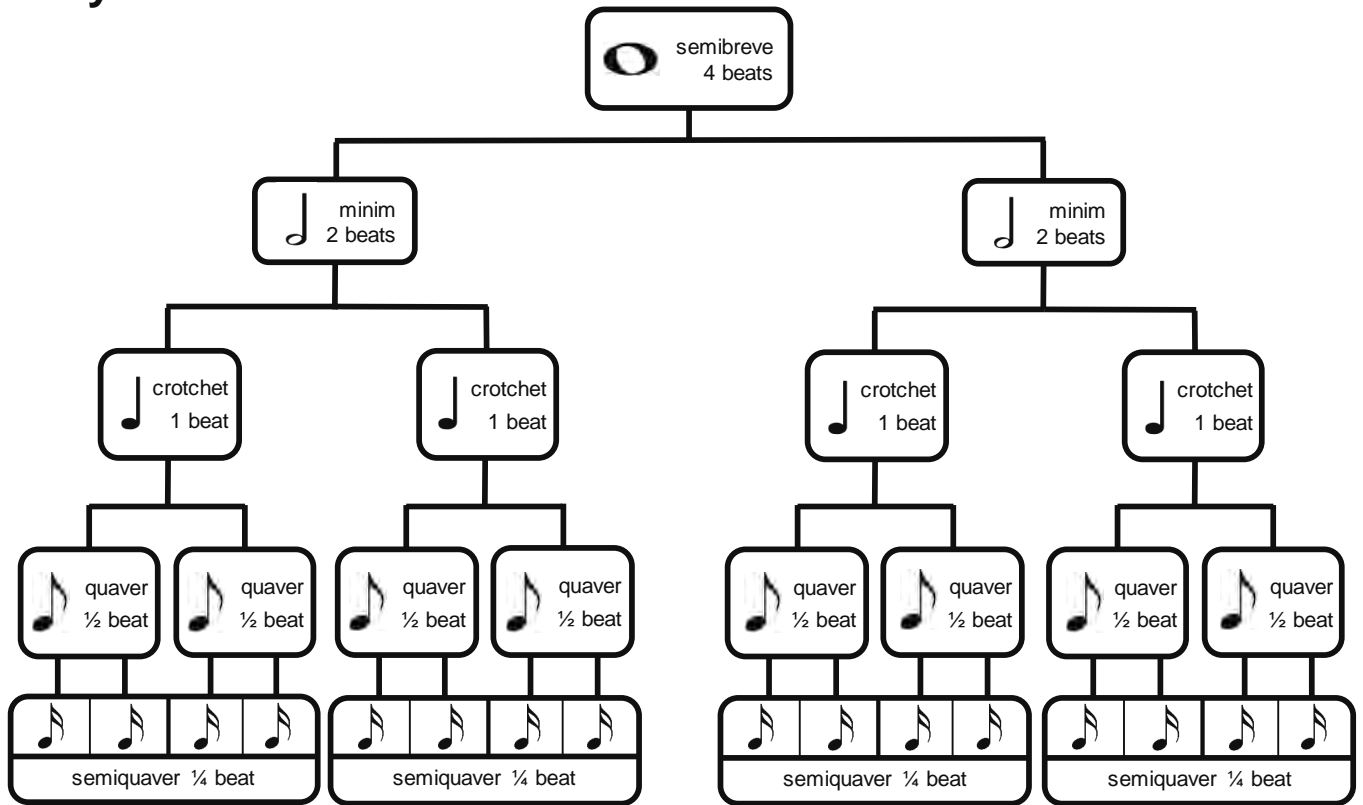 y
semibreve
4 beats
minim
2 beats
minim
2 beats
crotchet
1 beat
crotchet
1 beat
crotchet
1 beat
crotchet
1 beat
quaver
½ beat
quaver
½ beat
quaver
½ beat
quaver
½ beat
quaver
½ beat
quaver
½ beat
quaver
½ beat
quaver
½ beat
semiquaver ¼ beat
semiquaver ¼ beat
semiquaver ¼ beat
semiquaver ¼ beat